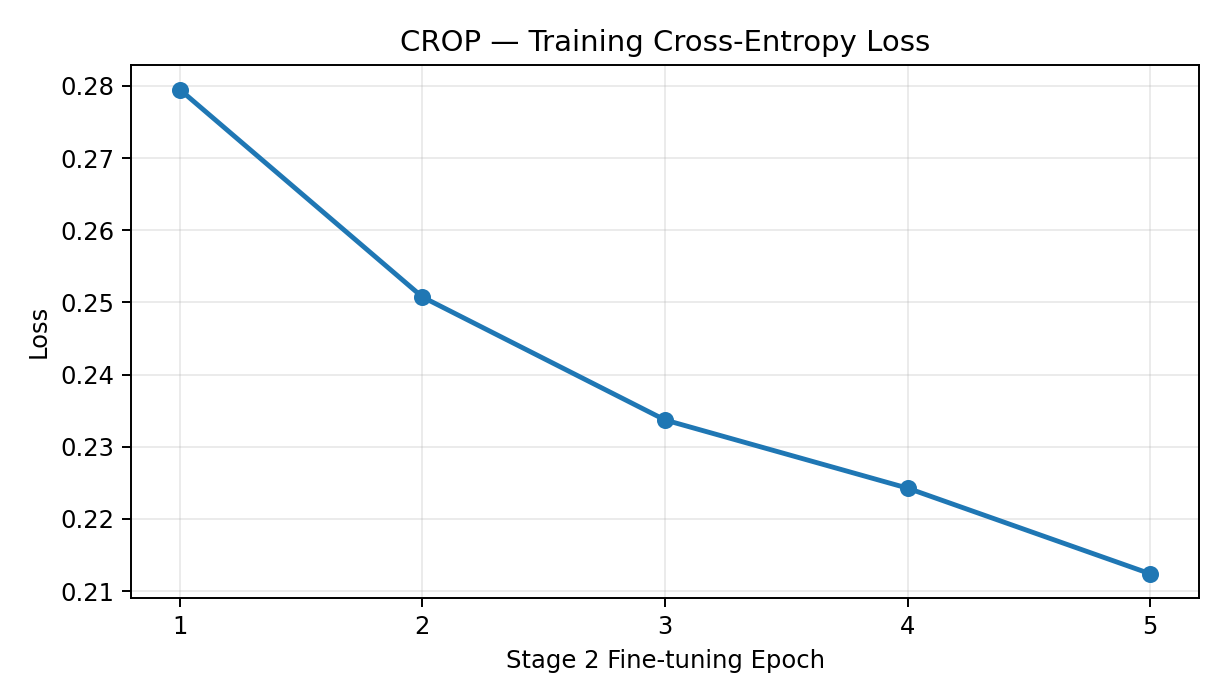 CROP — Training Cross-Entropy Loss
0.28
0.27
0.26
0.25
0.24
0.23
0.22
0.21
Loss
1 2 3 4 5
Stage 2 Fine-tuning Epoch